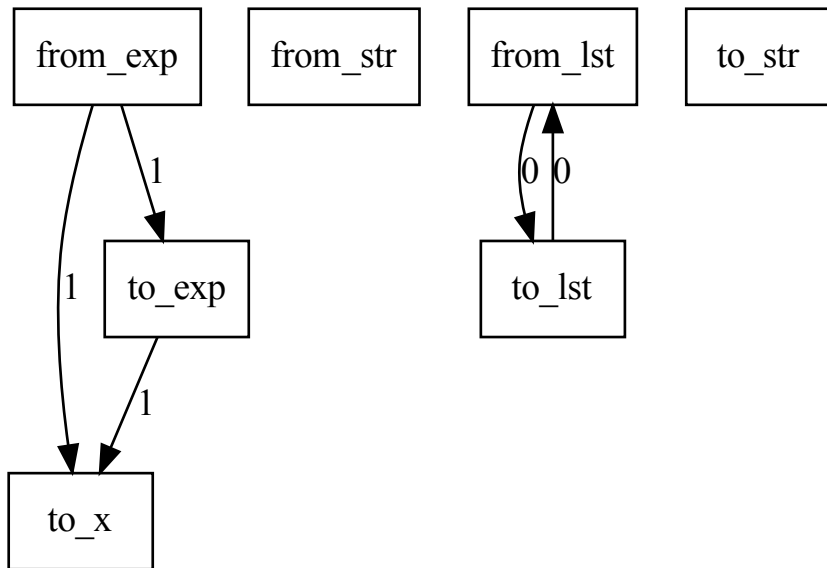 from_exp
from_str
from_lst
to_str
1
0
0
to_exp
1
to_lst
1
to_x